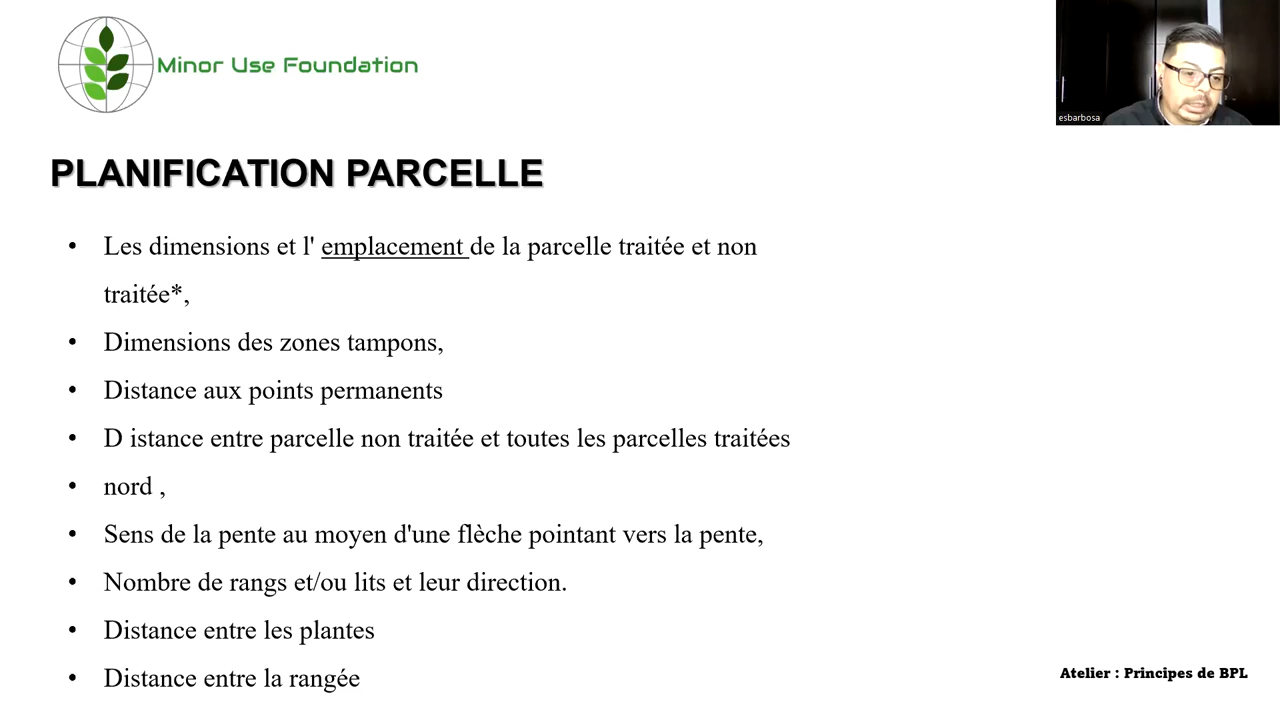 Minor Use Foundation
esbarbosa
PLANIFICATION PARCELLE
• Les dimensions et l' emplacement de la parcelle traitée et non
traitée*,
• Dimensions des zones tampons,
• Distance aux points permanents
• D istance entre parcelle non traitée et toutes les parcelles traitées
• nord ,
• Sens de la pente au moyen d'une flèche pointant vers la pente,
• Nombre de rangs et/ou lits et leur direction.
• Distance entre les plantes
• Distance entre la rangée
Atelier : Principes de BPL